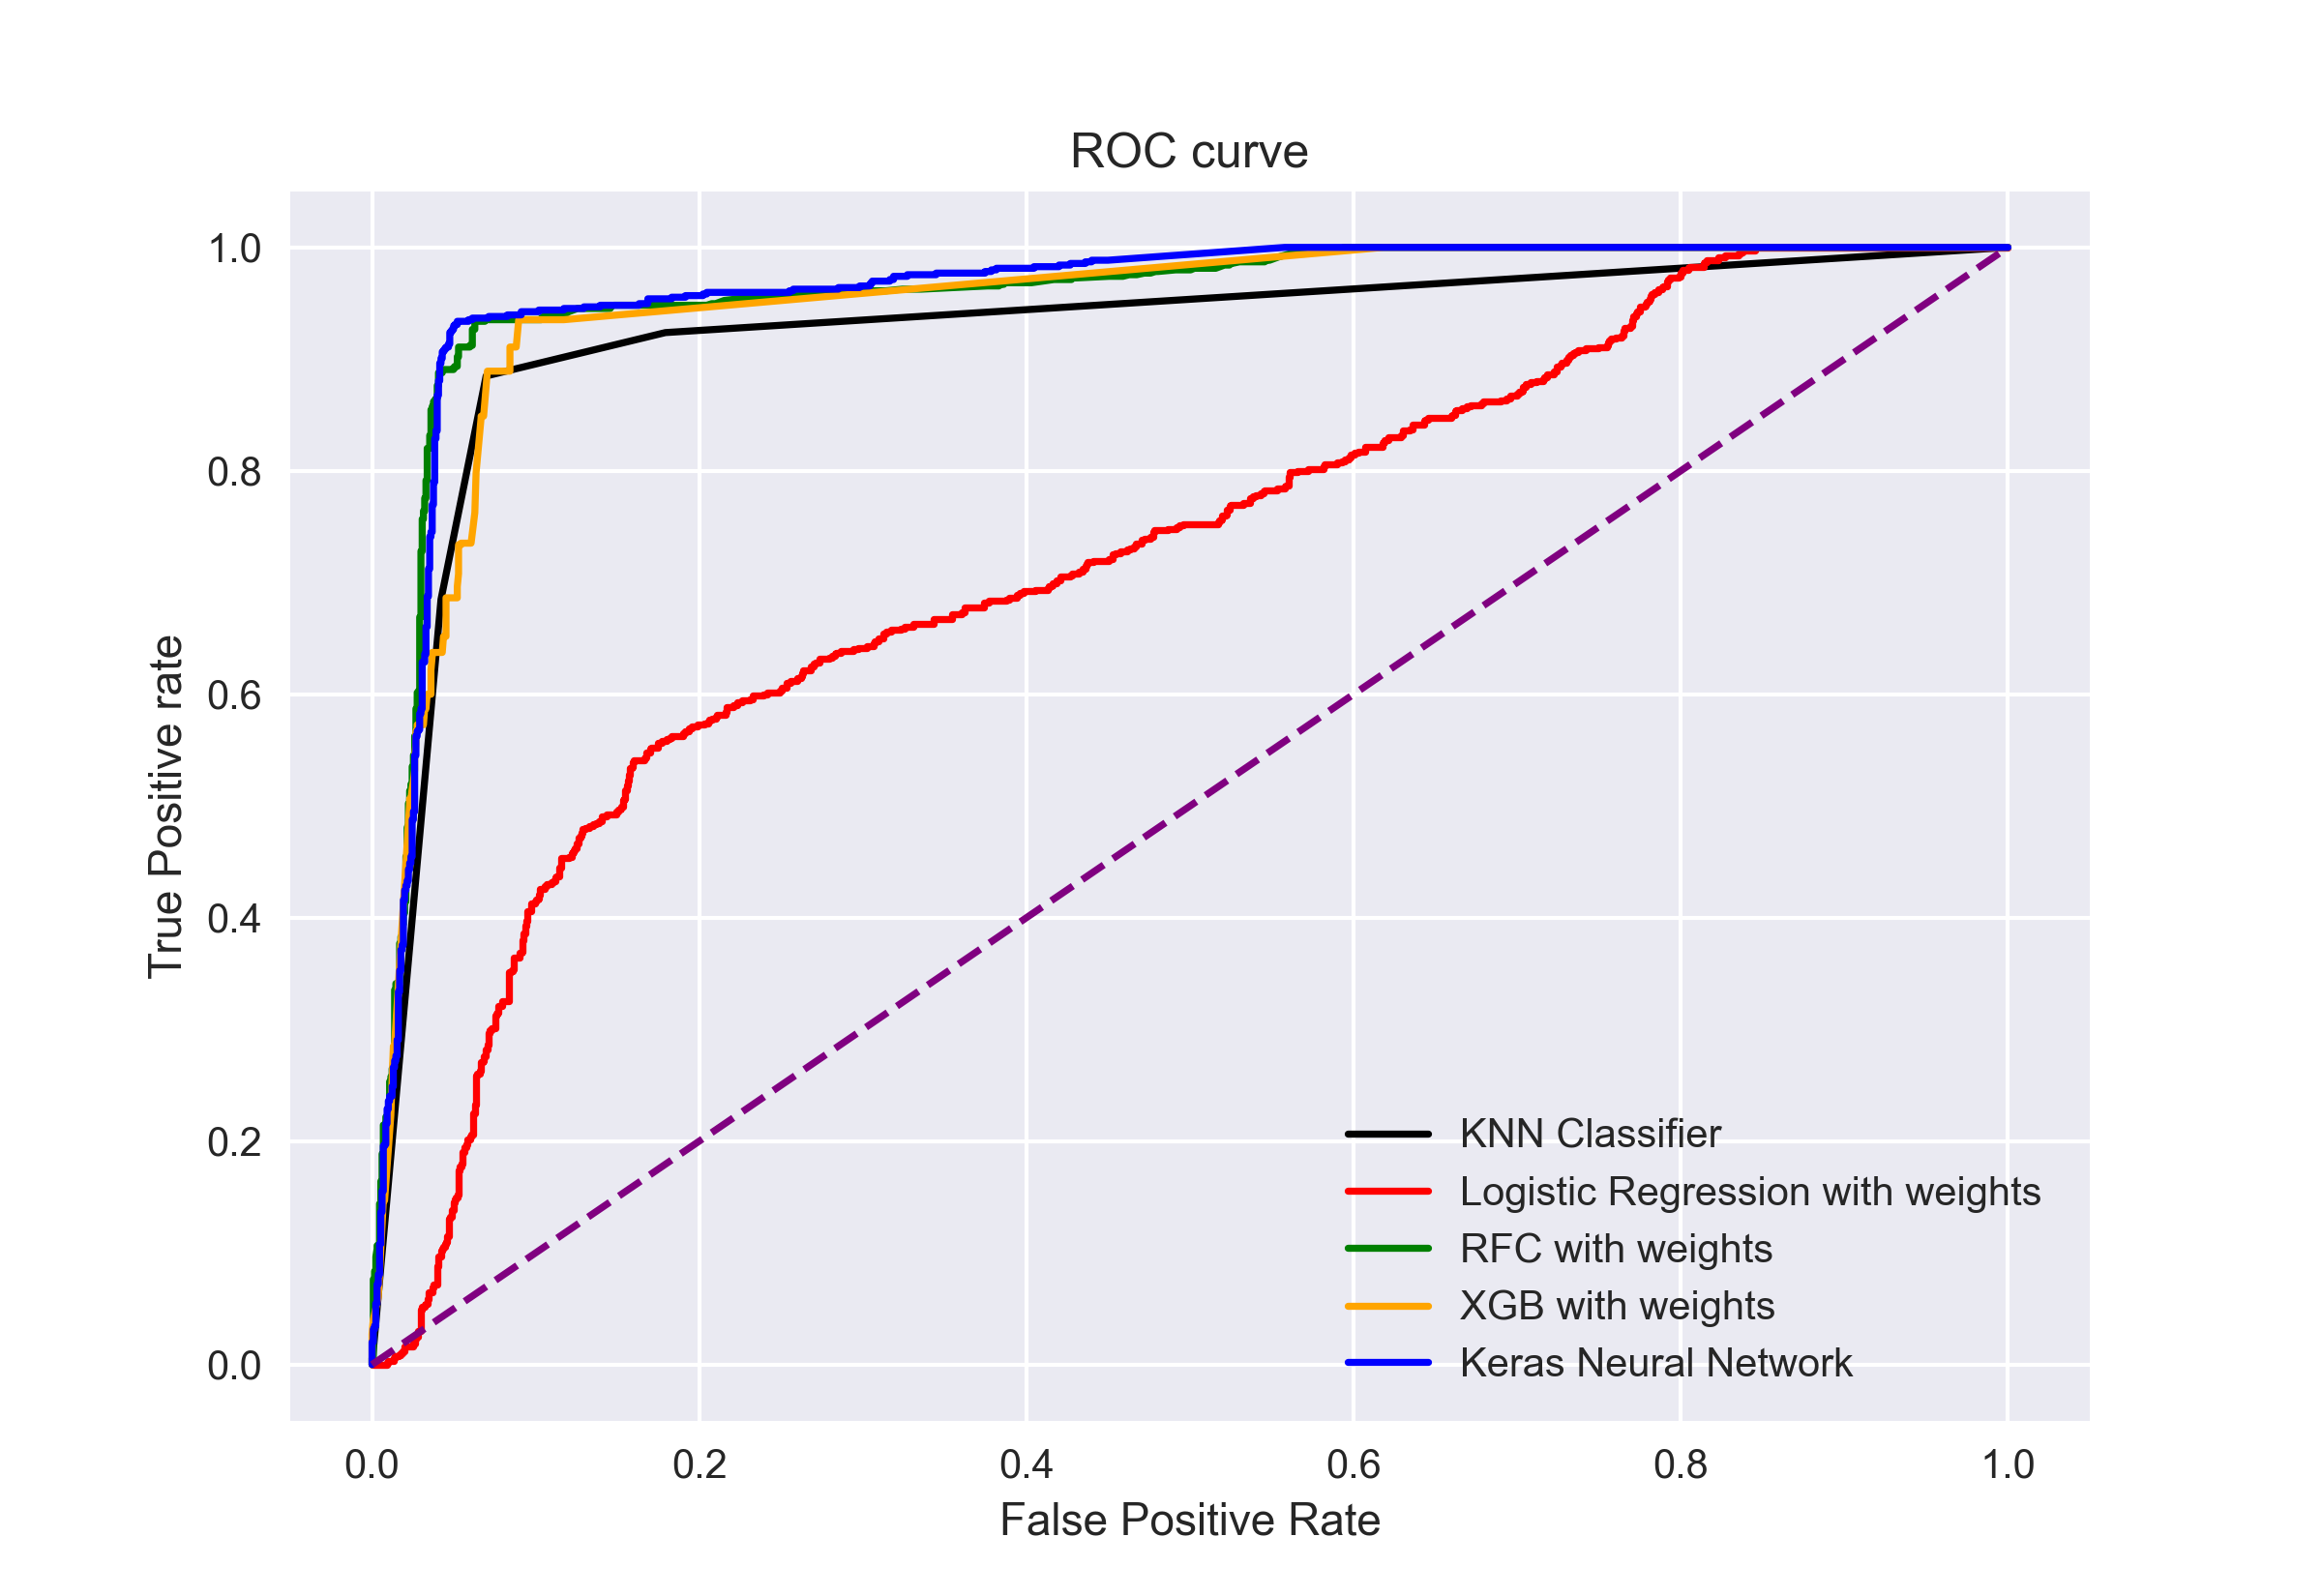 ROC curve
1.0
0.8
0.6
0.4
0.2
0.0
True Positive rate
KNN Classifier
Logistic Regression with weights
RFC with weights
XGB with weights
Keras Neural Network
0.0 0.2 0.4 0.6 0.8 1.0
False Positive Rate